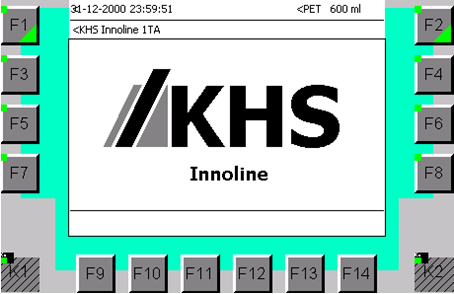 31-12-2000 23:59:51 <PET 600 ml
<KHS Innoline 1TA
F1
F2
F3
F4
F5
F6
F7
F8
KHS
Innoline
K1
K2
F9 F10 F11 F12 F13 F14